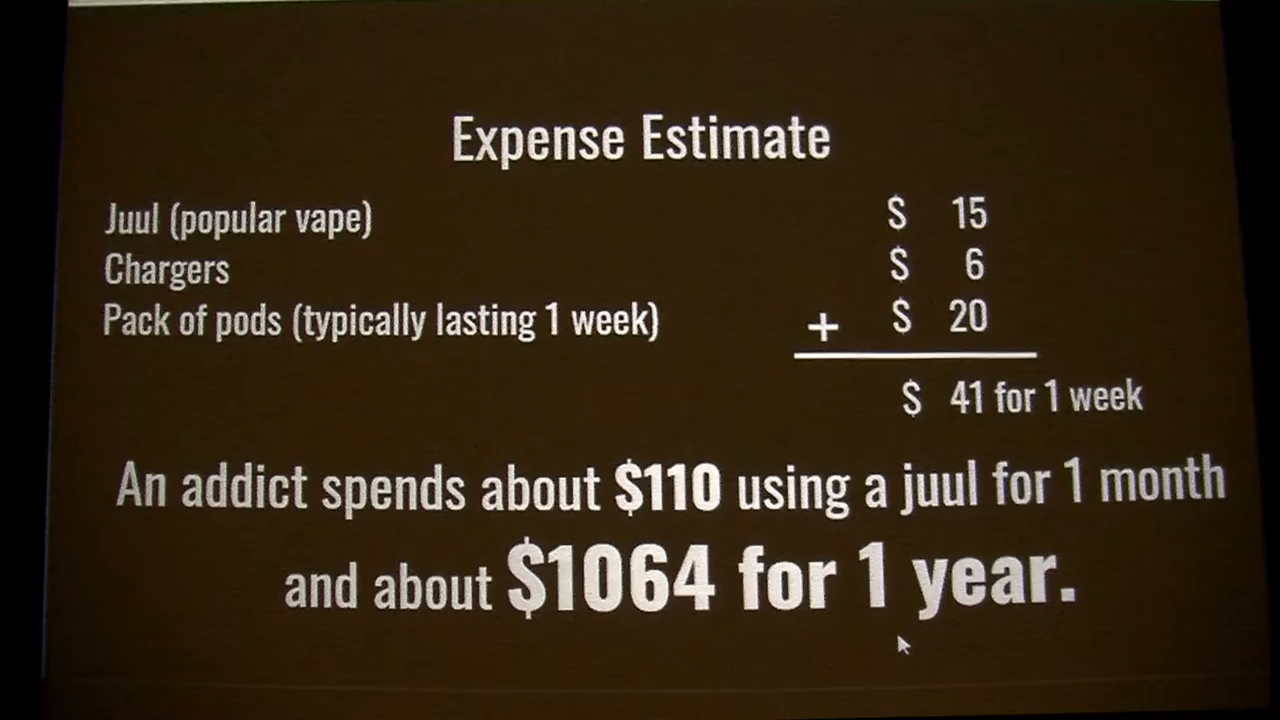 Expense Estimate
Juul (popular vape) $ 15
Chargers $ 6
Pack of pods (typically lasting 1 week) + $ 20
$ 41 for 1 week
An addict spends about $110 using a juul for 1 month
and about $1064 for 1 year.